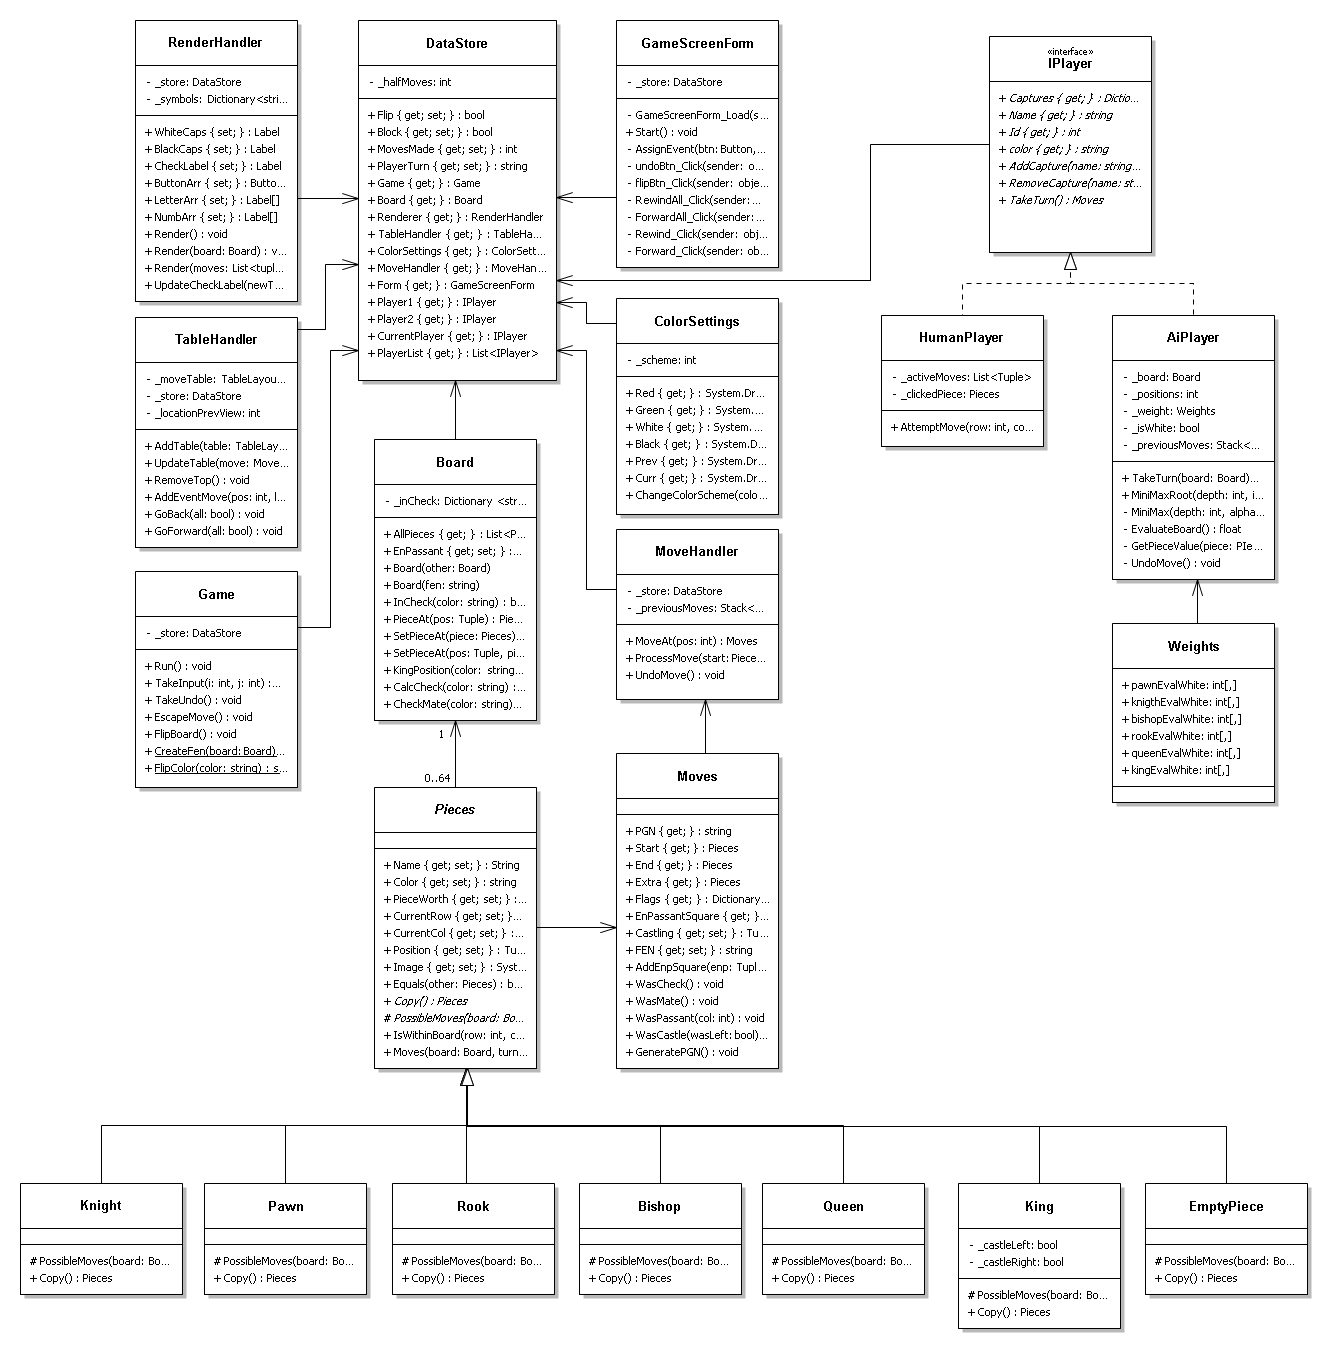 RenderHandler
- _store: DataStore
- _symbols: Dictionary<stri...
+ WhiteCaps { set; } : Label
+ BlackCaps { set; } : Label
+ CheckLabel { set; } : Label
+ ButtonArr { set; } : Butto...
+ LetterArr { set; } : Label[]
+ NumbArr { set; } : Label[]
+ Render() : void
+ Render(board: Board) : v...
+ Render(moves: List<tupl...
+ UpdateCheckLabel(newT...
DataStore
- _halfMoves: int
+ Flip { get; set; } : bool
+ Block { get; set; } : bool
+ MovesMade { get; set; } : int
+ PlayerTurn { get; set; } : string
+ Game { get; } : Game
+ Board { get; } : Board
+ Renderer { get; } : RenderHandler
+ TableHandler { get; } : TableHa...
+ ColorSettings { get; } : ColorSett...
+ MoveHandler { get; } : MoveHan...
+ Form { get; } : GameScreenForm
+ Player1 { get; } : IPlayer
+ Player2 { get; } : IPlayer
+ CurrentPlayer { get; } : IPlayer
+ PlayerList { get; } : List<IPlayer>
GameScreenForm
- _store: DataStore
- GameScreenForm_Load(s...
+ Start() : void
- AssignEvent(btn: Button,...
- undoBtn_Click(sender: o...
- flipBtn_Click(sender: obje...
- RewindAll_Click(sender: ...
- ForwardAll_Click(sender:...
- Rewind_Click(sender: obj...
- Forward_Click(sender: ob...
«interface»
IPlayer
+ Captures { get; } : Dictio...
+ Name { get; } : string
+ Id { get; } : int
+ color { get; } : string
+ AddCapture(name: string...
+ RemoveCapture(name: st...
+ TakeTurn() : Moves
TableHandler
- _moveTable: TableLayou...
- _store: DataStore
- _locationPrevView: int
+ AddTable(table: TableLay...
+ UpdateTable(move: Move...
+ RemoveTop() : void
+ AddEventMove(pos: int, l...
+ GoBack(all: bool) : void
+ GoForward(all: bool) : void
ColorSettings
- _scheme: int
+ Red { get; } : System.Dr...
+ Green { get; } : System....
+ White { get; } : System. ...
+ Black { get; } : System.D...
+ Prev { get; } : System.Dr...
+ Curr { get; } : System.Dr...
+ ChangeColorScheme(colo...
HumanPlayer
- _activeMoves: List<Tuple>
- _clickedPiece: Pieces
+ AttemptMove(row: int, co...
AiPlayer
- _board: Board
- _positions: int
- _weight: Weights
- _isWhite: bool
- _previousMoves: Stack<...
+ TakeTurn(board: Board)...
+ MiniMaxRoot(depth: int, i...
- MiniMax(depth: int, alpha...
- EvaluateBoard() : float
- GetPieceValue(piece: PIe...
- UndoMove() : void
Board
- _inCheck: Dictionary <str...
+ AllPieces { get; } : List<P...
+ EnPassant { get; set; } :...
+ Board(other: Board)
+ Board(fen: string)
+ InCheck(color: string) : b...
+ PieceAt(pos: Tuple) : Pie...
+ SetPieceAt(piece: Pieces)...
+ SetPieceAt(pos: Tuple, pi...
+ KingPosition(color: string...
+ CalcCheck(color: string) :...
+ CheckMate(color: string)...
MoveHandler
- _store: DataStore
- _previousMoves: Stack<...
+ MoveAt(pos: int) : Moves
+ ProcessMove(start: Piece...
+ UndoMove() : void
Game
- _store: DataStore
+ Run() : void
+ TakeInput(i: int, j: int) :...
+ TakeUndo() : void
+ EscapeMove() : void
+ FlipBoard() : void
+ CreateFen(board: Board)...
+ FlipColor(color: string) : s...
Weights
+ pawnEvalWhite: int[,]
+ knigthEvalWhite: int[,]
+ bishopEvalWhite: int[,]
+ rookEvalWhite: int[,]
+ queenEvalWhite: int[,]
+ kingEvalWhite: int[,]
1
0..64
Pieces
+ Name { get; set; } : String
+ Color { get; set; } : string
+ PieceWorth { get; set; } :...
+ CurrentRow { get; set; }...
+ CurrentCol { get; set; } :...
+ Position { get; set; } : Tu...
+ Image { get; set; } : Syst...
+ Equals(other: Pieces) : b...
+ Copy() : Pieces
# PossibleMoves(board: Bo...
+ IsWithinBoard(row: int, c...
+ Moves(board: Board, turn...
Moves
+ PGN { get; } : string
+ Start { get; } : Pieces
+ End { get; } : Pieces
+ Extra { get; } : Pieces
+ Flags { get; } : Dictionary...
+ EnPassantSquare { get; }...
+ Castling { get; set; } : Tu...
+ FEN { get; set; } : string
+ AddEnpSquare(enp: Tupl...
+ WasCheck() : void
+ WasMate() : void
+ WasPassant(col: int) : void
+ WasCastle(wasLeft: bool)...
+ GeneratePGN() : void
Knight
# PossibleMoves(board: Bo...
+ Copy() : Pieces
Pawn
# PossibleMoves(board: Bo...
+ Copy() : Pieces
Rook
# PossibleMoves(board: Bo...
+ Copy() : Pieces
Bishop
# PossibleMoves(board: Bo...
+ Copy() : Pieces
Queen
# PossibleMoves(board: Bo...
+ Copy() : Pieces
King
- _castleLeft: bool
- _castleRight: bool
# PossibleMoves(board: Bo...
+ Copy() : Pieces
EmptyPiece
# PossibleMoves(board: Bo...
+ Copy() : Pieces